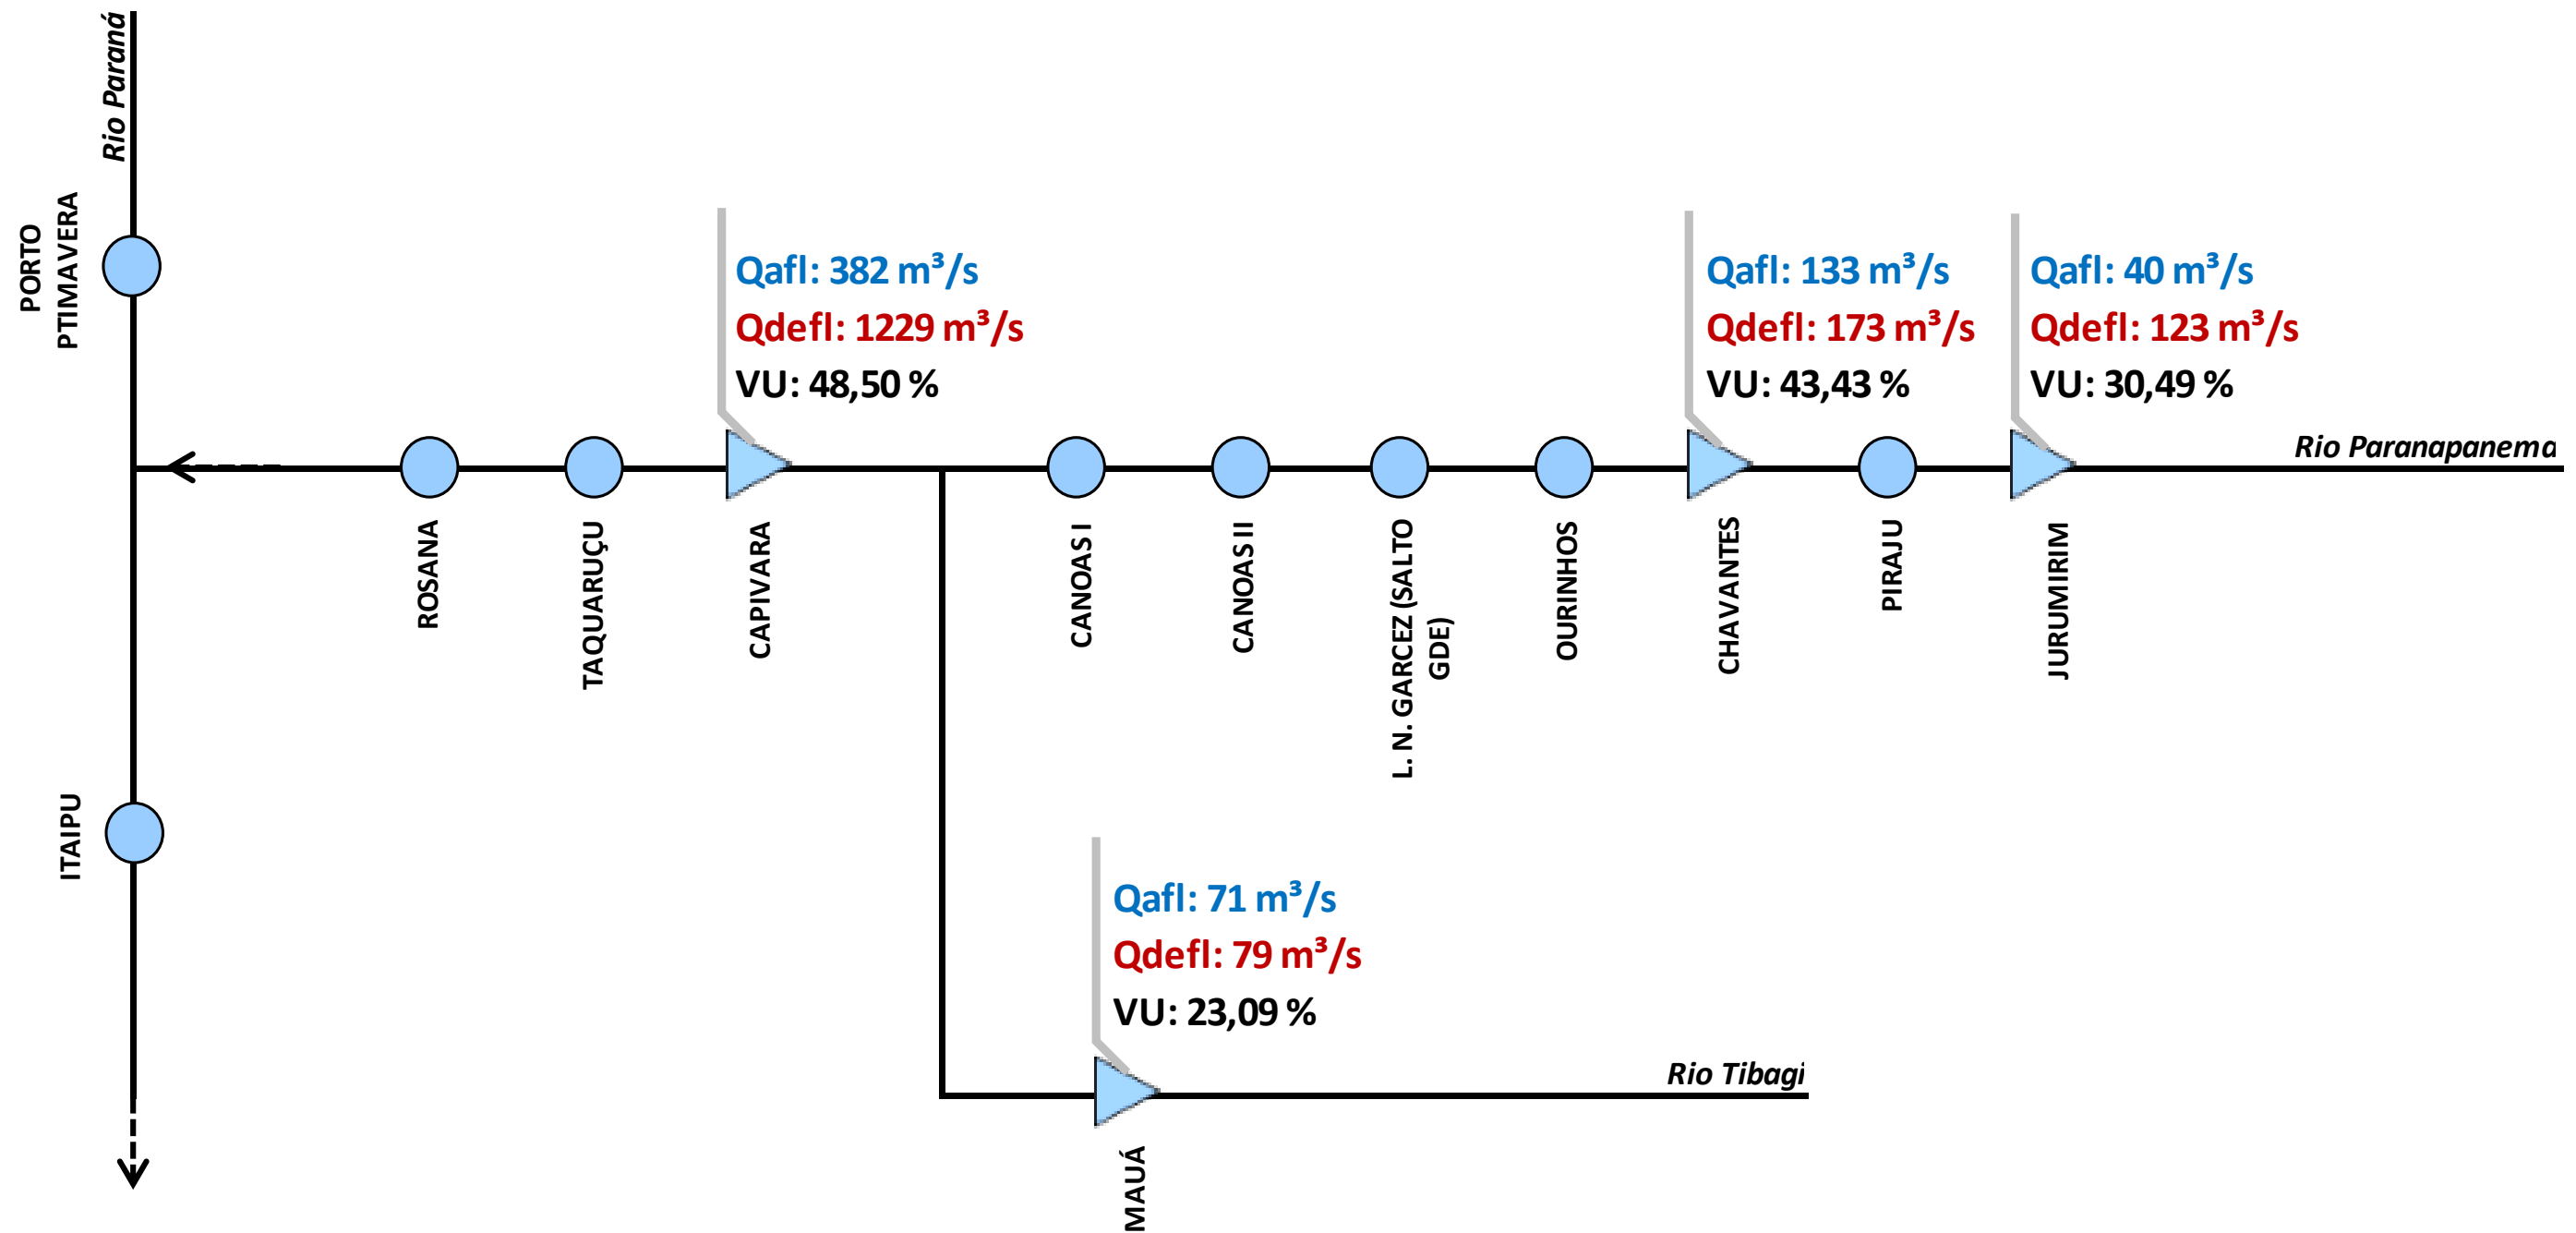 Rio Paraná
PORTO
PTIMAVERA
Qafl: 382 m³/s
Qdefl: 1229 m³/s
VU: 48,50 %
Qafl: 133 m³/s
Qdefl: 173 m³/s
VU: 43,43 %
Qafl: 40 m³/s
Qdefl: 123 m³/s
VU: 30,49 %
Rio Paranapanema
ROSANA
TAQUARUÇU
CAPIVARA
CANOAS I
CANOAS II
L. N. GARCEZ (SALTO
GDE)
OURINHOS
CHAVANTES
PIRAJU
JURUMIRIM
ITAIPU
Qafl: 71 m³/s
Qdefl: 79 m³/s
VU: 23,09 %
Rio Tibagi
MAUÁ